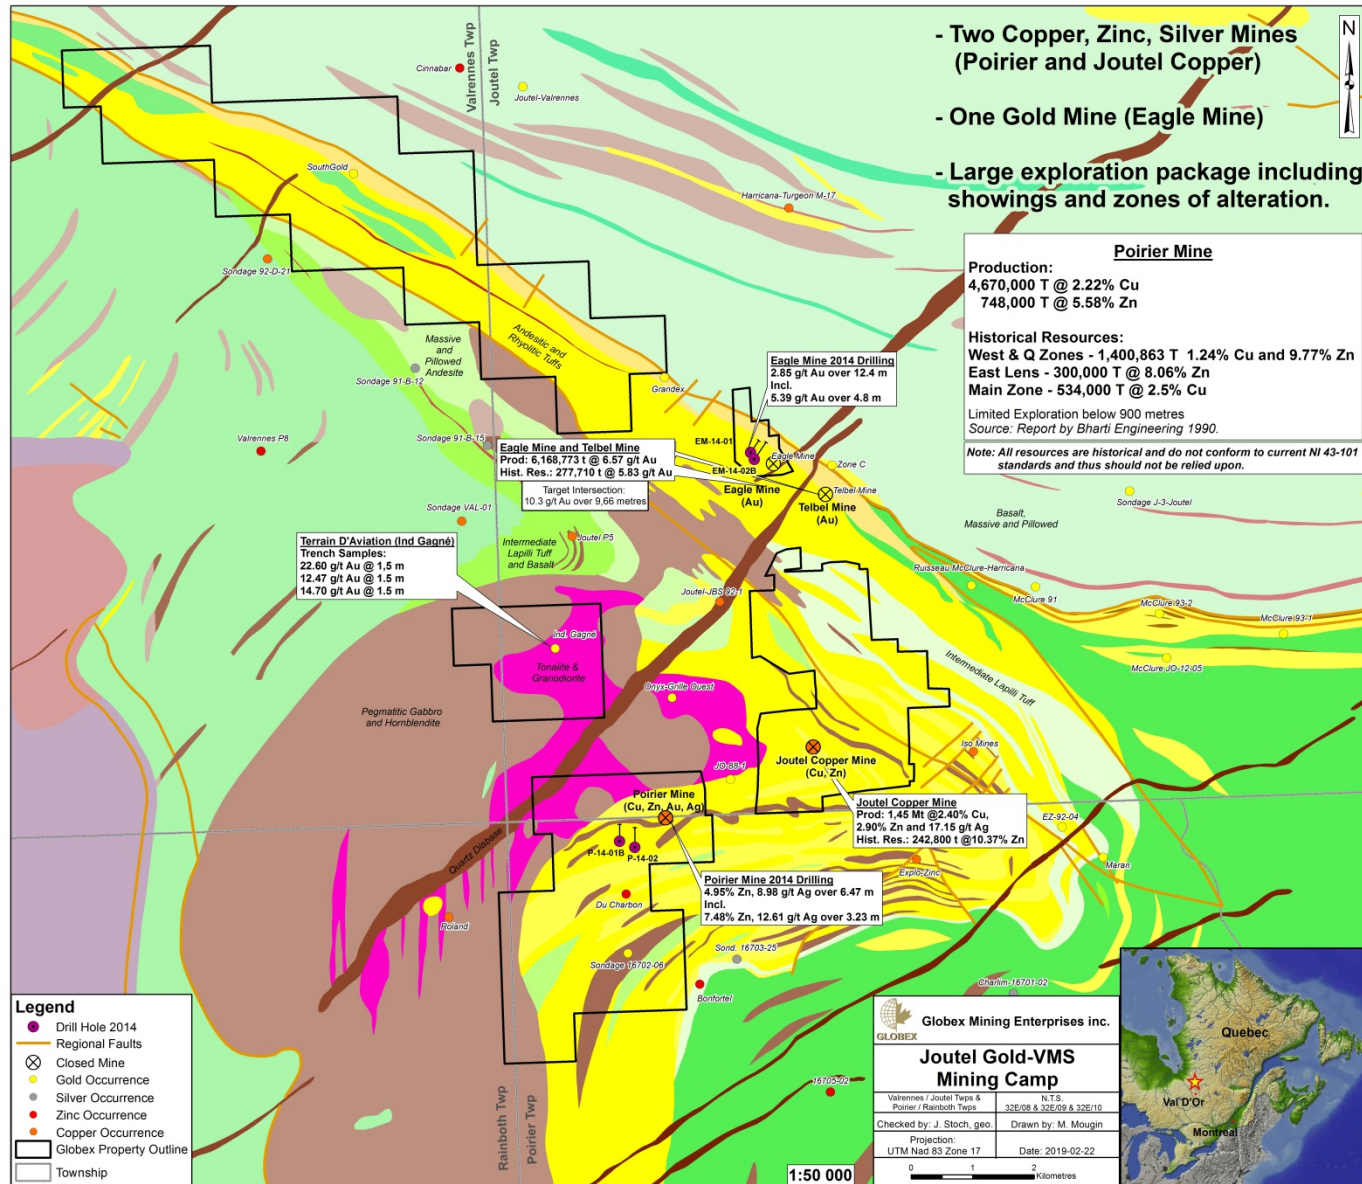 - Two Copper, Zinc, Silver Mines
(Poirier and Joutel Copper)
- One Gold Mine (Eagle Mine)
- Large exploration package including
showings and zones of alteration.
N
Valrennes Twp
Joutel Twp
Cinnabar
Joutel-Valrennes
SouthGold
Harricana-Turgeon M-17
Sondage 92-D-21
Poirier Mine
Production:
4,670,000 T @ 2.22% Cu
748,000 T @ 5.58% Zn
Historical Resources:
West & Q Zones - 1,400,863 T 1.24% Cu and 9.77% Zn
East Lens - 300,000 T @ 8.06% Zn
Main Zone - 534,000 T @ 2.5% Cu
Limited Exploration below 900 metres
Source: Report by Bharti Engineering 1990.
Note: All resources are historical and do not conform to current NI 43-101
standards and thus should not be relied upon.
Andesitic and
Rhyolitic Tuffs
Massive
and
Pillowed
Andesite
Sondage 91-B-12
Grandex
Eagle Mine 2014 Drilling
2.85 g/t Au over 12.4 m
Incl.
5.39 g/t Au over 4.8 m
Valrennes P8
Sondage 91-B-15
EM-14-01
EM-14-02B
Eagle Mine
Eagle Mine
(Au)
Zone C
Telbel Mine
Telbel Mine
(Au)
Eagle Mine and Telbel Mine
Prod: 6,168,773 t @ 6.57 g/t Au
Hist. Res.: 277,710 t @ 5.83 g/t Au
Target Intersection:
10.3 g/t Au over 9,66 metres
Sondage J-3-Joutel
Basalt,
Massive and Pillowed
Sondage VAL-01
Intermediate
Lapilli Tuff
and Basalt
Joutel P5
Terrain D'Aviation (Ind Gagné)
Trench Samples:
22.60 g/t Au @ 1,5 m
12.47 g/t Au @ 1.5 m
14.70 g/t Au @ 1.5 m
Ruisseau McClure-Harricana
McClure 91
McClure 93-2
McClure 93-1
McClure JO-12-05
Joutel-JBS 92-1
Ind. Gagné
Tonalite &
Granodiorite
Intermediate Lapilli Tuff
Onyx-Grille Ouest
Pegmatitic Gabbro
and Hornblendite
Iso Mines
Joutel Copper Mine
(Cu, Zn)
JO-88-1
Poirier Mine
(Cu, Zn, Au, Ag)
Joutel Copper Mine
Prod: 1,45 Mt @2.40% Cu,
2.90% Zn and 17.15 g/t Ag
Hist. Res.: 242,800 t @10.37% Zn
EZ-92-04
Maran
P-14-01B
P-14-02
Quartz Diabase
Explo-Zinc
Poirier Mine 2014 Drilling
4.95% Zn, 8.98 g/t Ag over 6.47 m
Incl.
7.48% Zn, 12.61 g/t Ag over 3.23 m
Du Charbon
Roland
Sondage 16702-06
Sond. 16703-25
Bonfortel
Charlim-16701-02
16705-02
Rainboth Twp
Poirier Twp
Legend
Drill Hole 2014
Regional Faults
Closed Mine
Gold Occurrence
Silver Occurrence
Zinc Occurrence
Copper Occurrence
Globex Property Outline
Township
1:50 000
GLOBEX
Globex Mining Enterprises inc.
Joutel Gold-VMS
Mining Camp
Valrennes / Joutel Twps &
Poirier / Rainboth Twps
N.T.S.
32E/08 & 32E/09 & 32E/10
Checked by: J. Stoch, geo.
Drawn by: M. Mougin
Projection:
UTM Nad 83 Zone 17
Date: 2019-02-22
0 1 2
Kilometres
Quebec
Val D'Or
Montreal